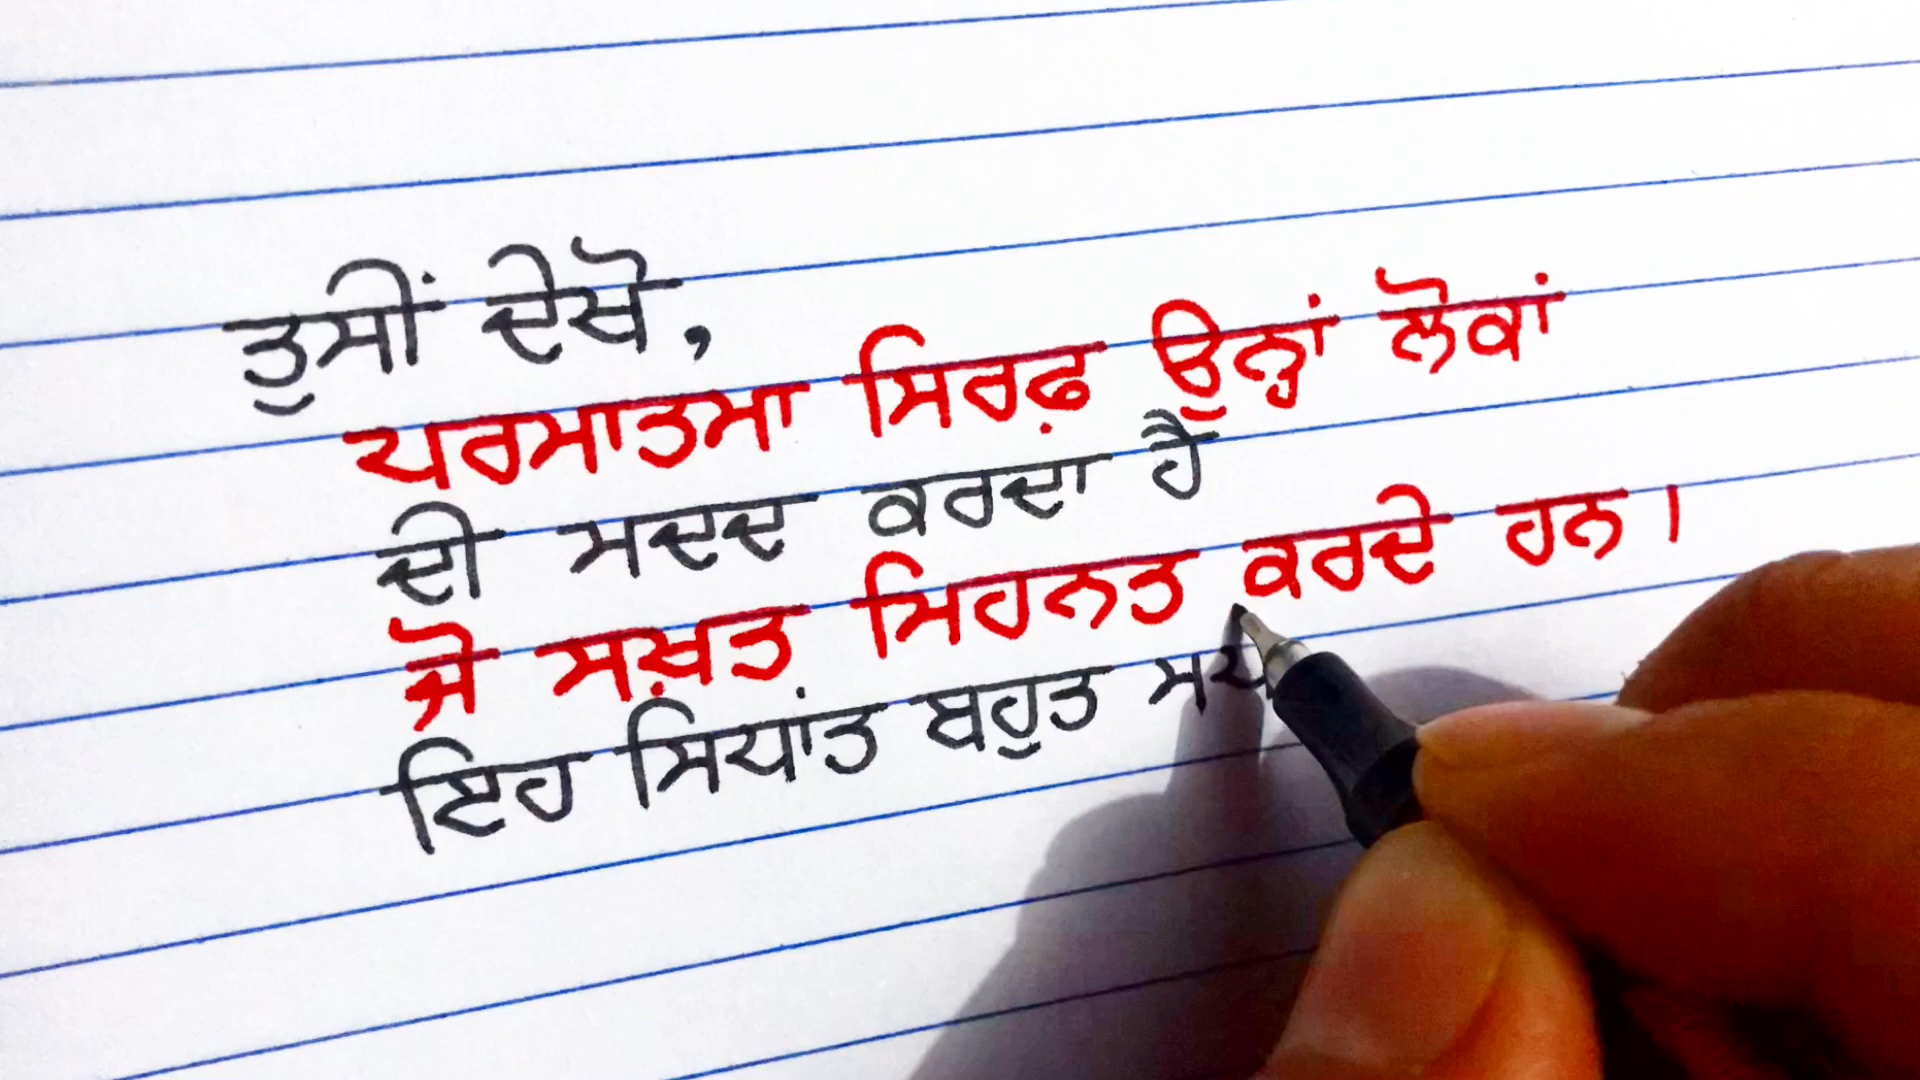 ਤੁਸੀਂ ਦੇਖੋ,
ਪਰਮਾਤਮਾ ਸਿਰਫ਼ ਉਨ੍ਹਾਂ ਲੋਕਾਂ
ਦੀ ਮਦਦ ਕਰਦਾ ਹੈ
ਜੋ ਸਖ਼ਤ ਮਿਹਨਤ ਕਰਦੇ ਹਨ।
ਇਹ ਸਿਧਾਂਤ ਬਹੁਤ